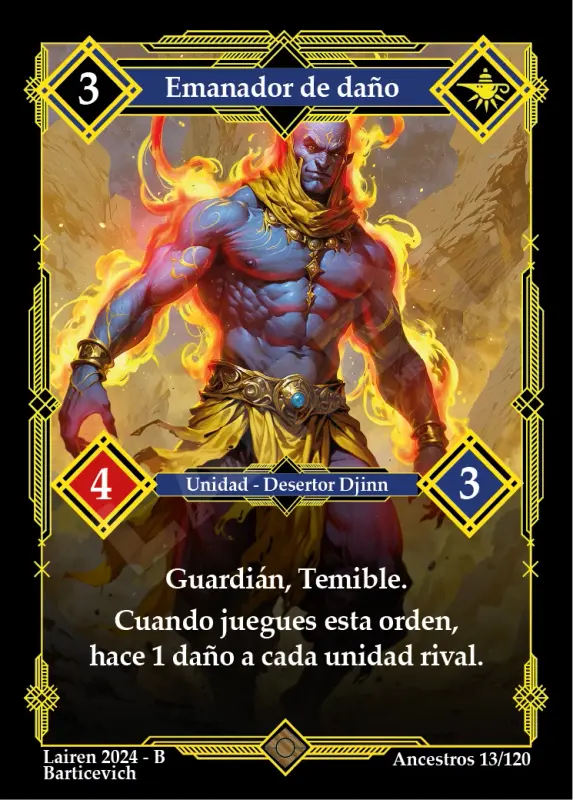 3
Emanador de daño
4
Unidad - Desertor Djinn
3
Guardián, Temible.
Cuando juegues esta orden,
hace 1 daño a cada unidad rival.
Lairen 2024 - B
Barticevich
Ancestros 13/120